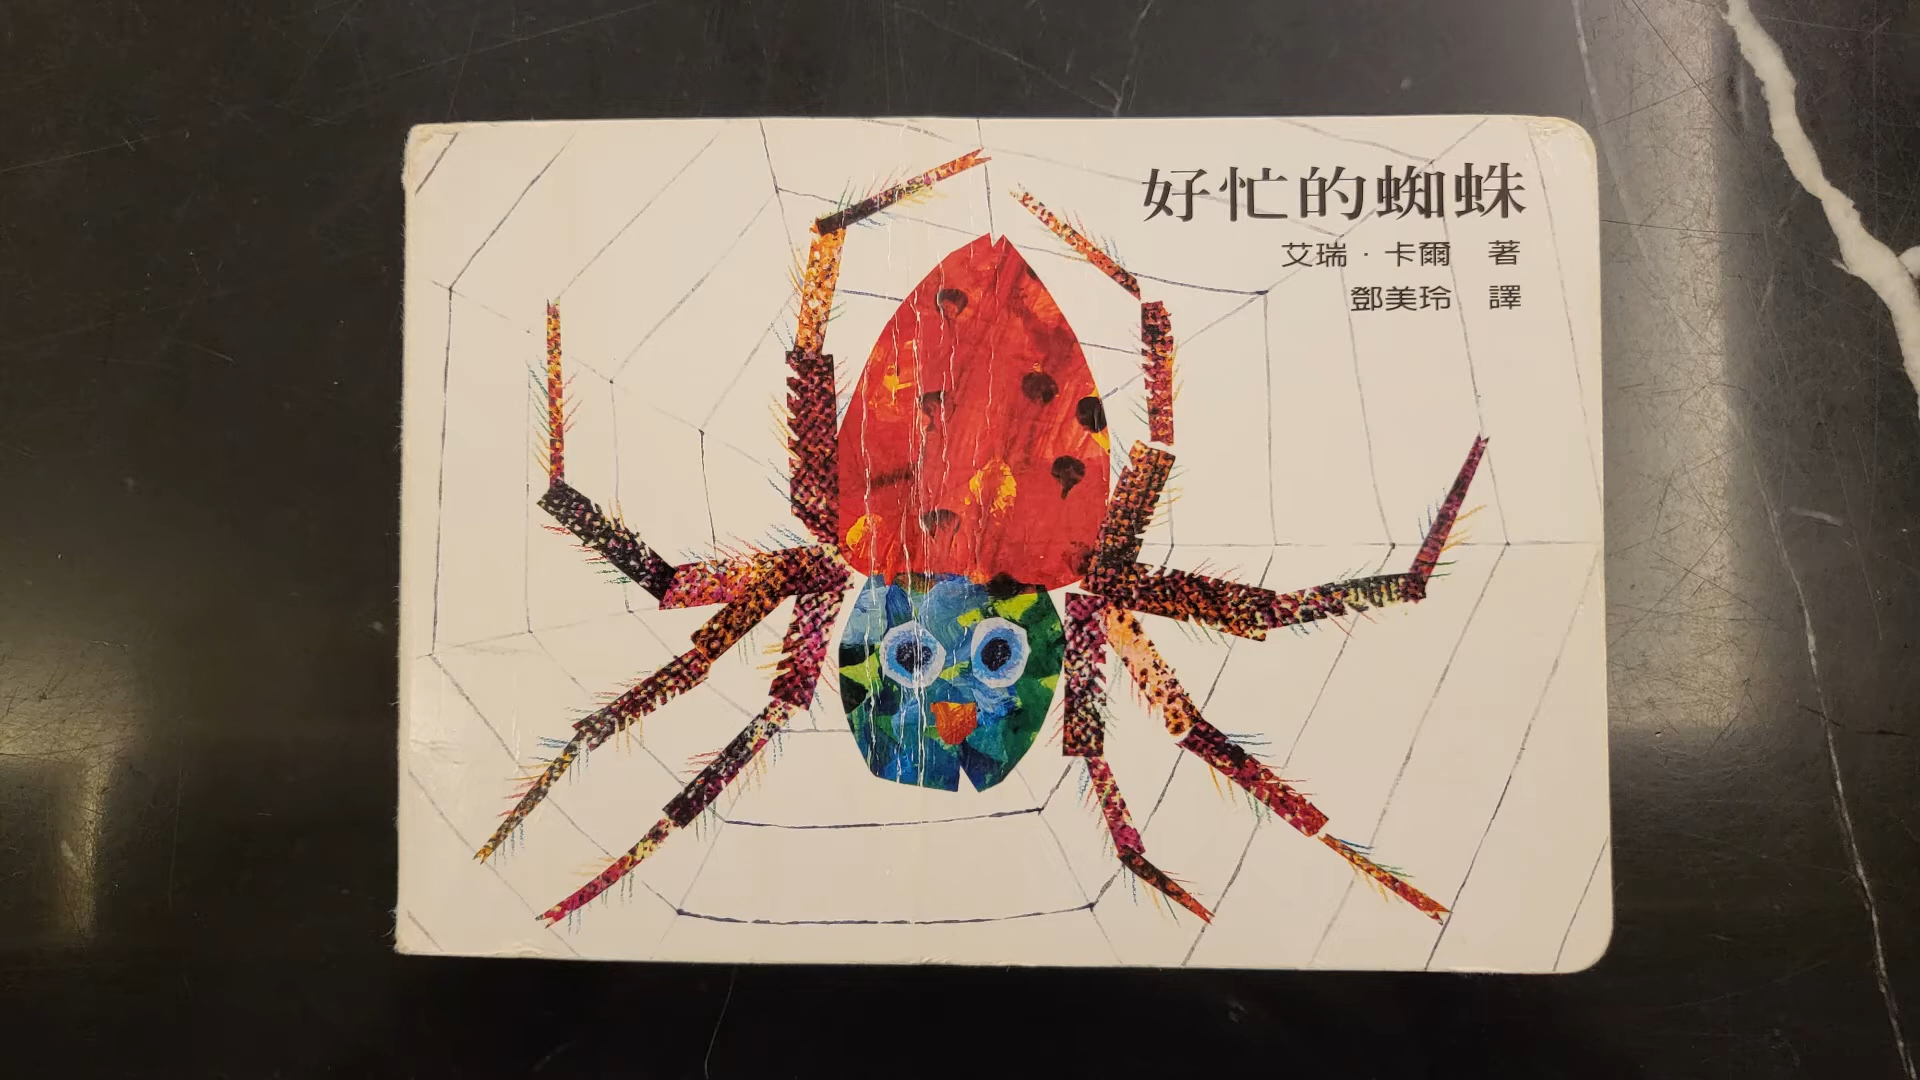 好忙的蜘蛛
艾瑞·卡爾　著
鄧美玲　譯